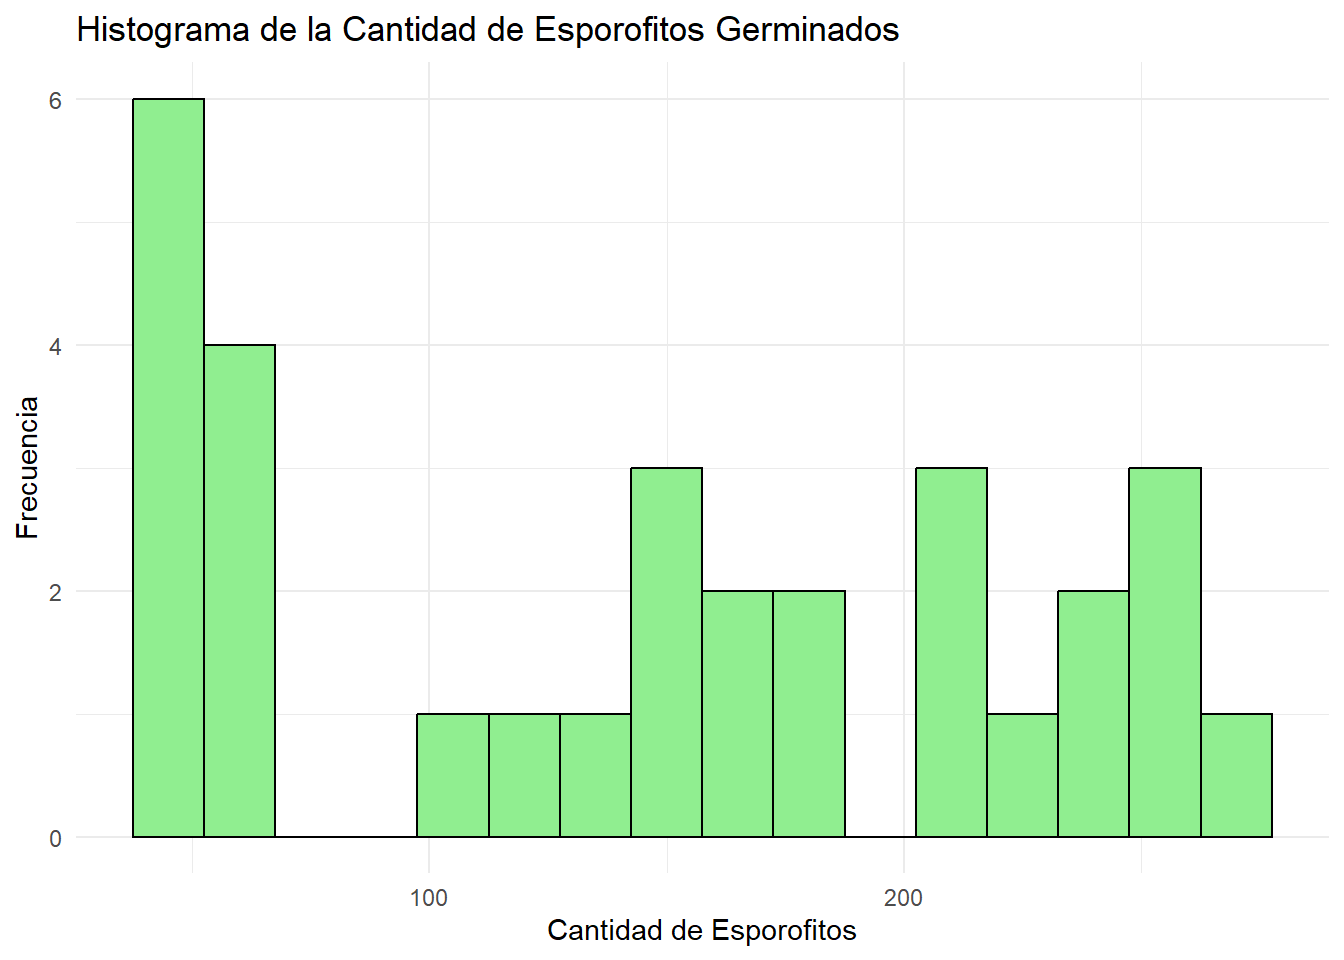 Histograma de la Cantidad de Esporofitos Germinados
6
4
2
0
Frecuencia
100 200
Cantidad de Esporofitos